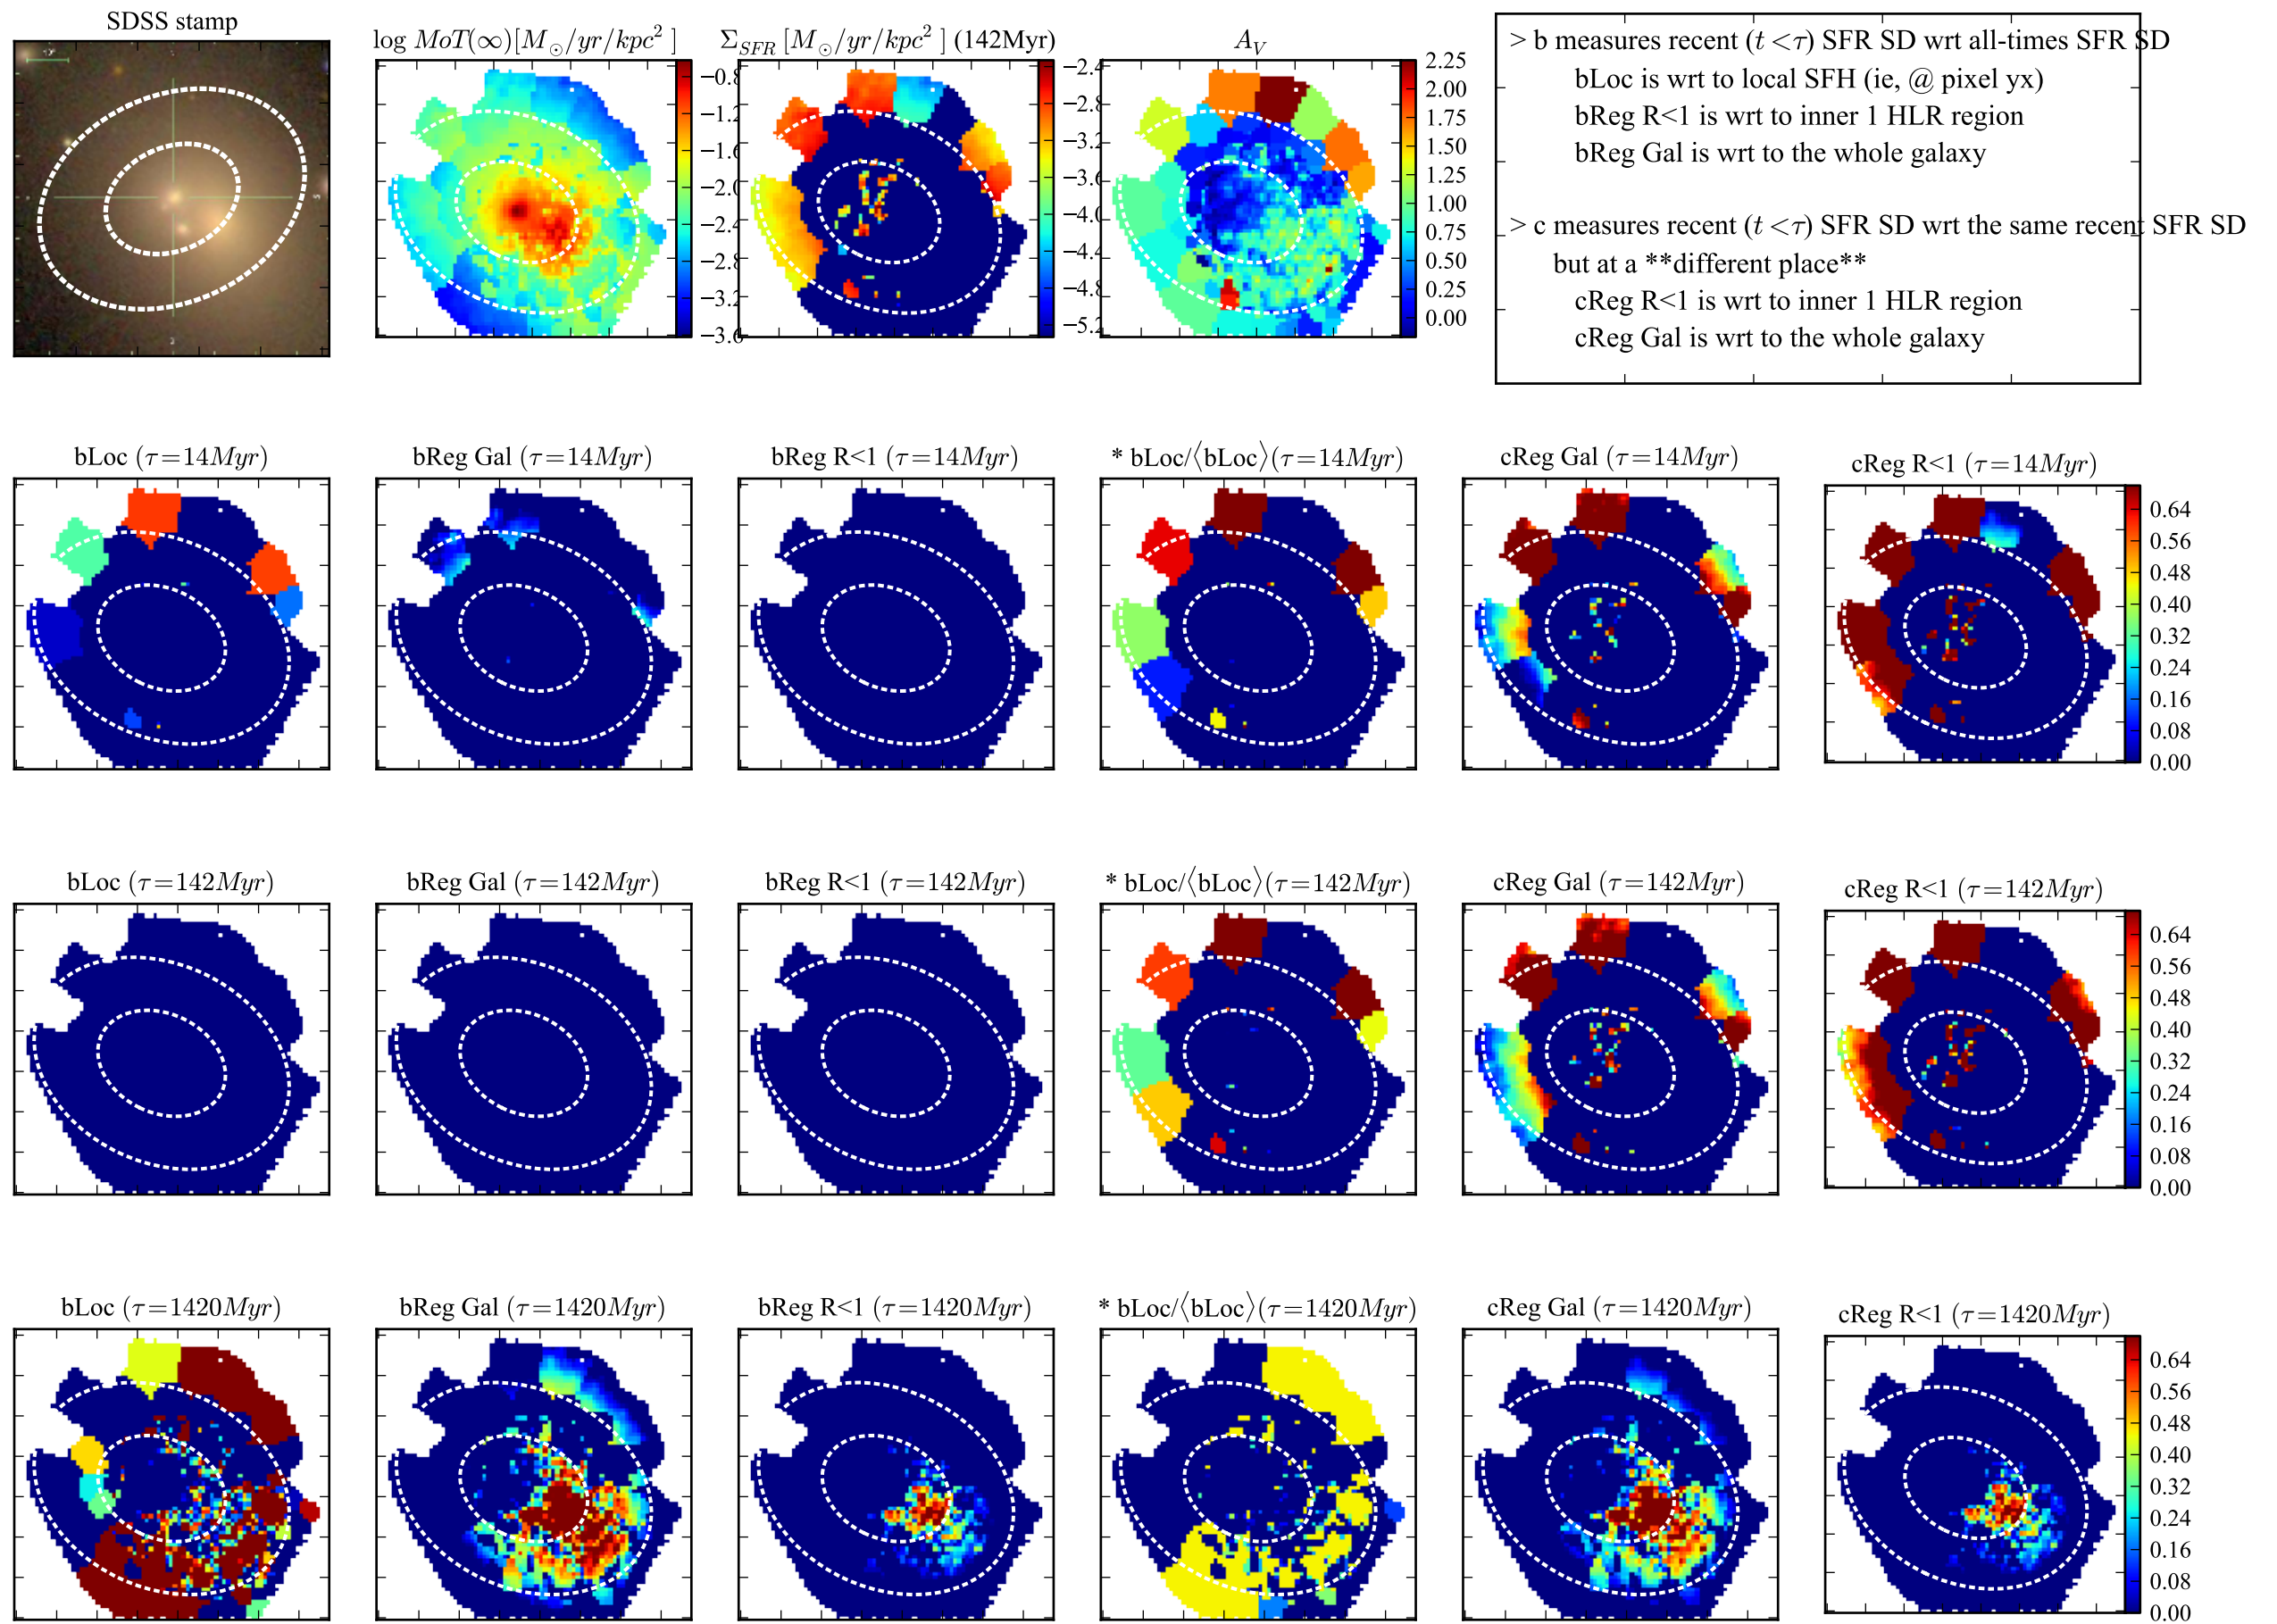 SDSS stamp
log MoT(∞)[M⊙/yr/kpc² ]
Σ_SFR [M⊙/yr/kpc² ] (142Myr)
A_V
−0.8
−1.2
−1.6
−2.0
−2.4
−2.8
−3.2
−3.6
−2.4
−2.8
−3.2
−3.6
−4.0
−4.4
−4.8
−5.2
2.25
2.00
1.75
1.50
1.25
1.00
0.75
0.50
0.25
0.00
> b measures recent (t <τ) SFR SD wrt all-times SFR SD
bLoc is wrt to local SFH (ie, @ pixel yx)
bReg R<1 is wrt to inner 1 HLR region
bReg Gal is wrt to the whole galaxy
> c measures recent (t <τ) SFR SD wrt the same recent SFR SD
but at a **different place**
cReg R<1 is wrt to inner 1 HLR region
cReg Gal is wrt to the whole galaxy
bLoc (τ=14Myr)
bReg Gal (τ=14Myr)
bReg R<1 (τ=14Myr)
* bLoc/⟨bLoc⟩(τ=14Myr)
cReg Gal (τ=14Myr)
cReg R<1 (τ=14Myr)
0.64
0.56
0.48
0.40
0.32
0.24
0.16
0.08
0.00
bLoc (τ=142Myr)
bReg Gal (τ=142Myr)
bReg R<1 (τ=142Myr)
* bLoc/⟨bLoc⟩(τ=142Myr)
cReg Gal (τ=142Myr)
cReg R<1 (τ=142Myr)
0.64
0.56
0.48
0.40
0.32
0.24
0.16
0.08
0.00
bLoc (τ=1420Myr)
bReg Gal (τ=1420Myr)
bReg R<1 (τ=1420Myr)
* bLoc/⟨bLoc⟩(τ=1420Myr)
cReg Gal (τ=1420Myr)
cReg R<1 (τ=1420Myr)
0.64
0.56
0.48
0.40
0.32
0.24
0.16
0.08
0.00